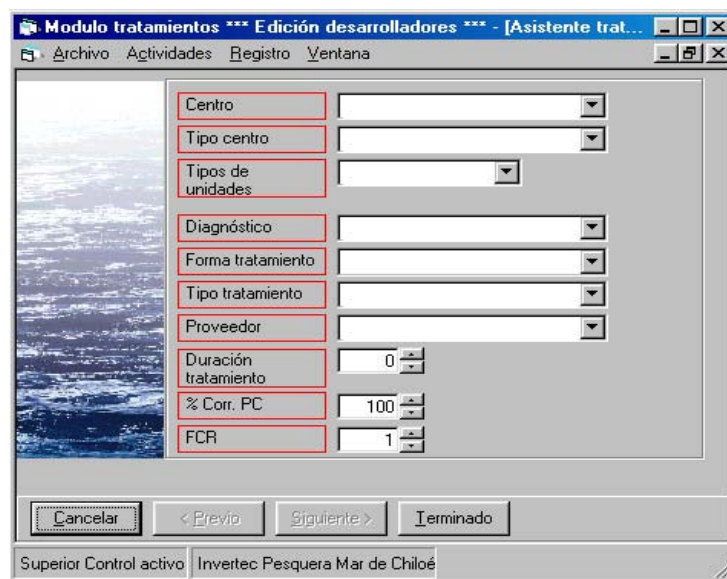 Modulo tratamientos *** Edición desarrolladores *** - [Asistente trat...
Archivo Actividades Registro Ventana
Centro
Tipo centro
Tipos de
unidades
Diagnóstico
Forma tratamiento
Tipo tratamiento
Proveedor
Duración
tratamiento
0
% Corr. PC
100
FCR
1
Cancelar < Previo Siguiente > Terminado
Superior Control activo Invertec Pesquera Mar de Chiloé